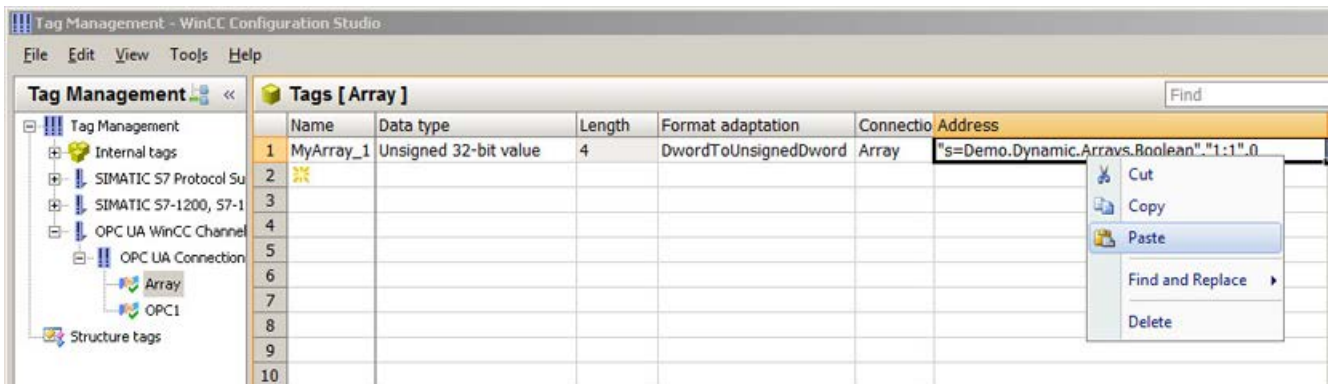 Tag Management - WinCC Configuration Studio
File Edit View Tools Help
Tag Management «
Tags [ Array ]
Find
Tag Management
Internal tags
SIMATIC S7 Protocol Su
SIMATIC S7-1200, S7-1
OPC UA WinCC Channel
OPC UA Connection
Array
OPC1
Structure tags
Name Data type Length Format adaptation Connectio Address
1 MyArray_1 Unsigned 32-bit value 4 DwordToUnsignedDword Array "s=Demo.Dynamic.Arrays.Boolean","1:1",0
2
3
4
5
6
7
8
9
10
Cut
Copy
Paste
Find and Replace
Delete